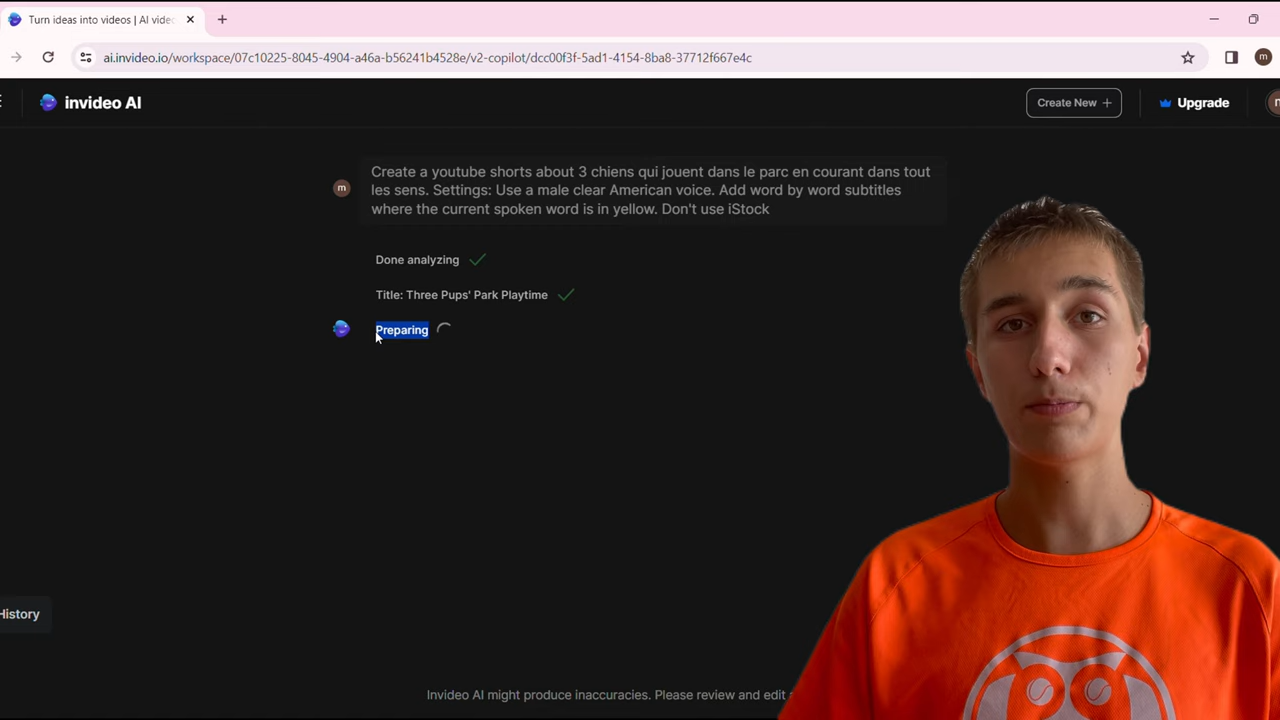 Turn ideas into videos | AI vide
ai.invideo.io/workspace/07c10225-8045-4904-a46a-b56241b4528e/v2-copilot/dcc00f3f-5ad1-4154-8ba8-37712f667e4c
m
invideo AI
Create New +
Upgrade
m
Create a youtube shorts about 3 chiens qui jouent dans le parc en courant dans tout
les sens. Settings: Use a male clear American voice. Add word by word subtitles
where the current spoken word is in yellow. Don't use iStock
Done analyzing
Title: Three Pups' Park Playtime
Preparing
History
Invideo AI might produce inaccuracies. Please review and edit